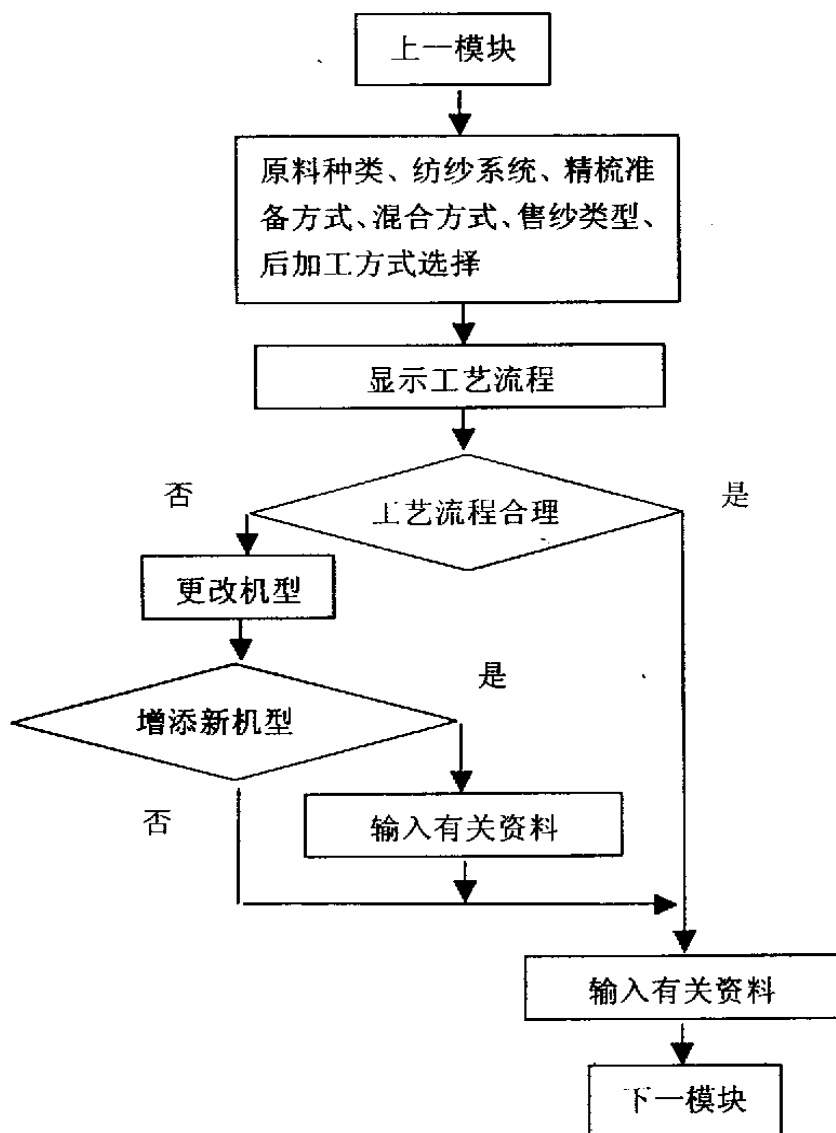 上一模块
原料种类、纺纱系统、精梳准
备方式、混合方式、售纱类型、
后加工方式选择
显示工艺流程
否
工艺流程合理
是
更改机型
是
增添新机型
否
输入有关资料
输入有关资料
下一模块